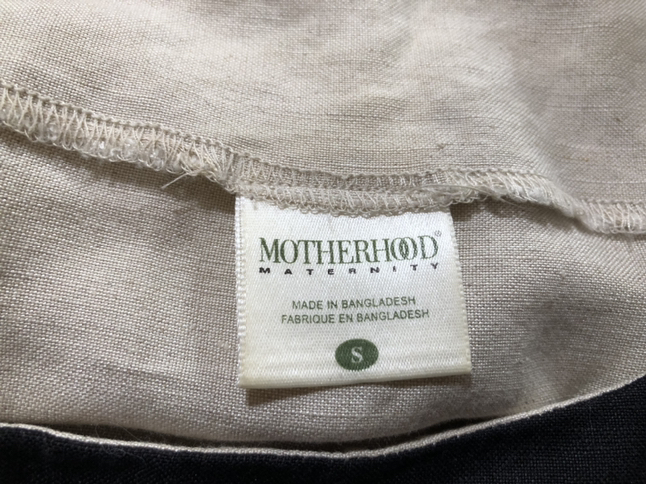 MOTHERHOOD®
MATERNITY
MADE IN BANGLADESH
FABRIQUE EN BANGLADESH
S